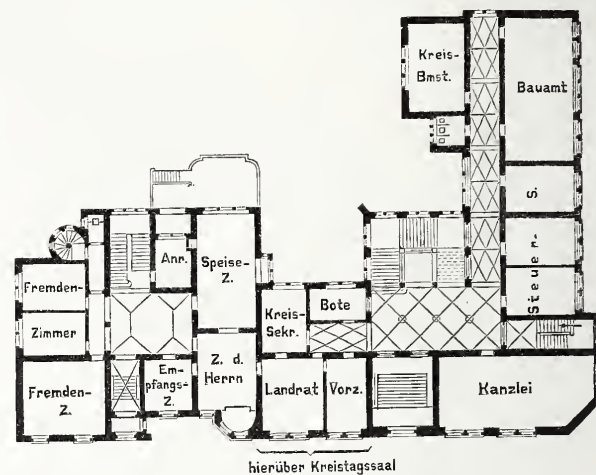 Kreis-
Bmst.
Bauamt
S.
Steuer-
Anr.
Speise-
Z.
Fremden-
Zimmer
Kreis-
Sekr.
Bote
Fremden-
Z.
Em-
pfangs-
Z.
Z. d.
Herrn
Landrat
Vorz.
Kanzlei
hierüber Kreistagssaal